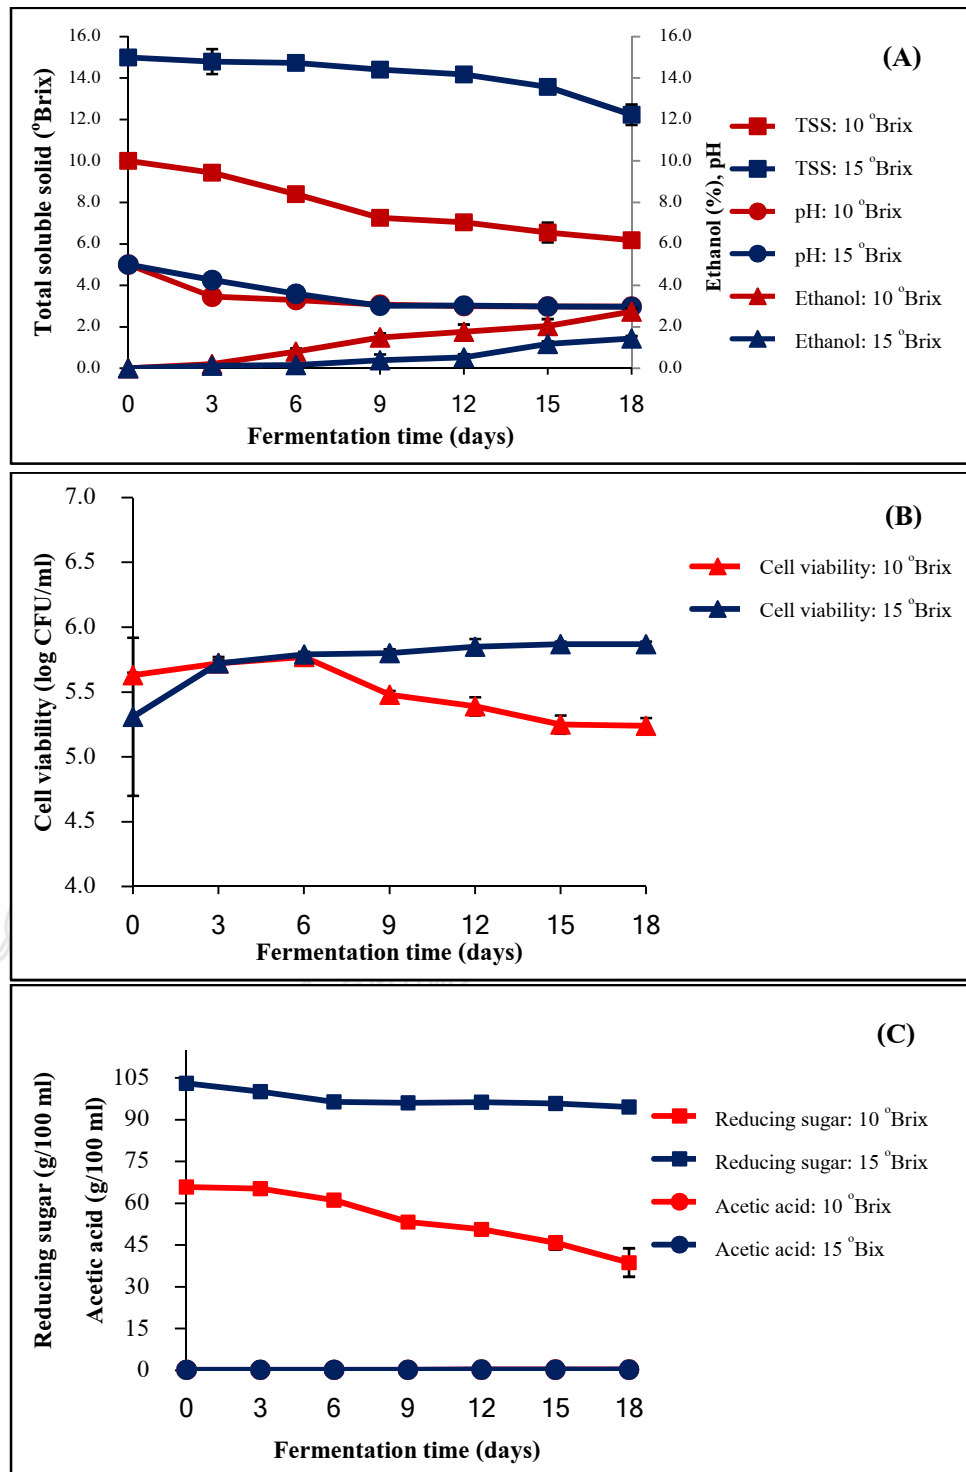 (A)
Total soluble solid (°Brix)
16.0
14.0
12.0
10.0
8.0
6.0
4.0
2.0
0.0
16.0
14.0
12.0
10.0
8.0
6.0
4.0
2.0
0.0
Ethanol (%), pH
0 3 6 9 12 15 18
Fermentation time (days)
TSS: 10 °Brix
TSS: 15 °Brix
pH: 10 °Brix
pH: 15 °Brix
Ethanol: 10 °Brix
Ethanol: 15 °Brix
(B)
Cell viability (log CFU/ml)
7.0
6.5
6.0
5.5
5.0
4.5
4.0
0 3 6 9 12 15 18
Fermentation time (days)
Cell viability: 10 °Brix
Cell viability: 15 °Brix
(C)
Reducing sugar (g/100 ml)
Acetic acid (g/100 ml)
105
90
75
60
45
30
15
0
0 3 6 9 12 15 18
Fermentation time (days)
Reducing sugar: 10 °Brix
Reducing sugar: 15 °Brix
Acetic acid: 10 °Brix
Acetic acid: 15 °Bix